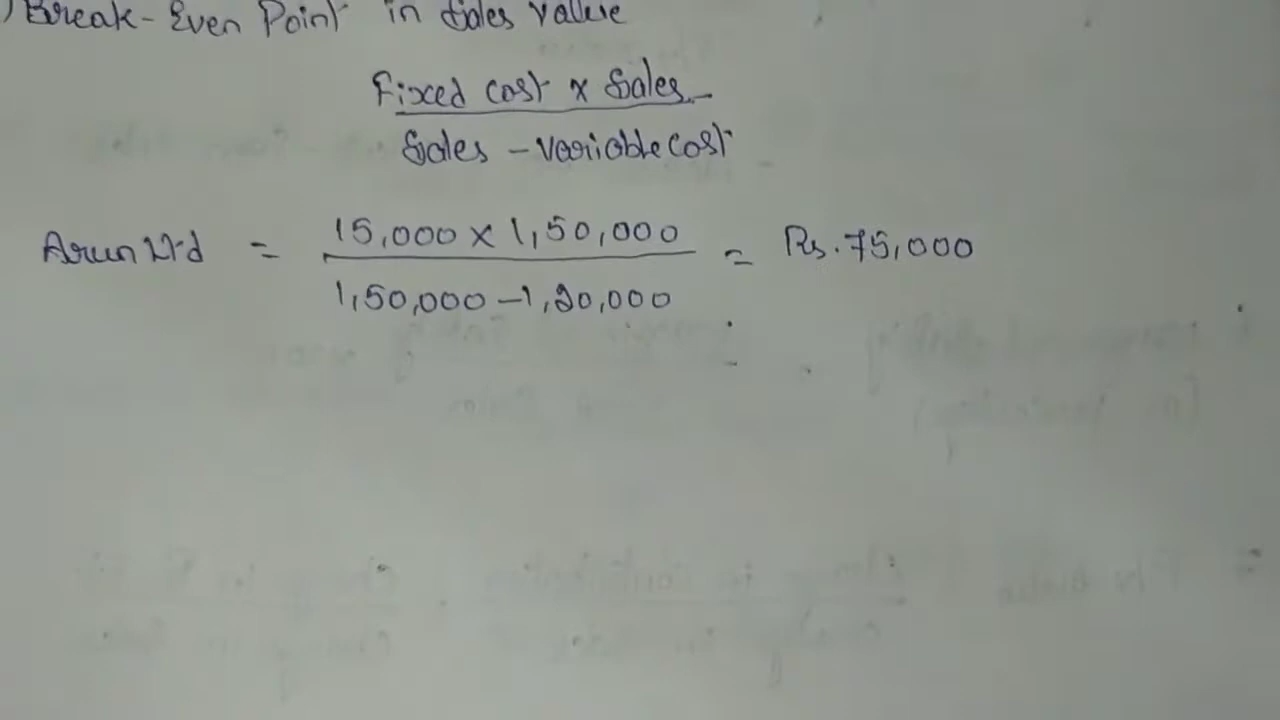 ) Break-Even Point in Sales value
Fixed cost x Sales
Sales - variable cost
Arun Ltd = 15,000 x 1,50,000 = Rs. 75,000
1,50,000 - 1,20,000